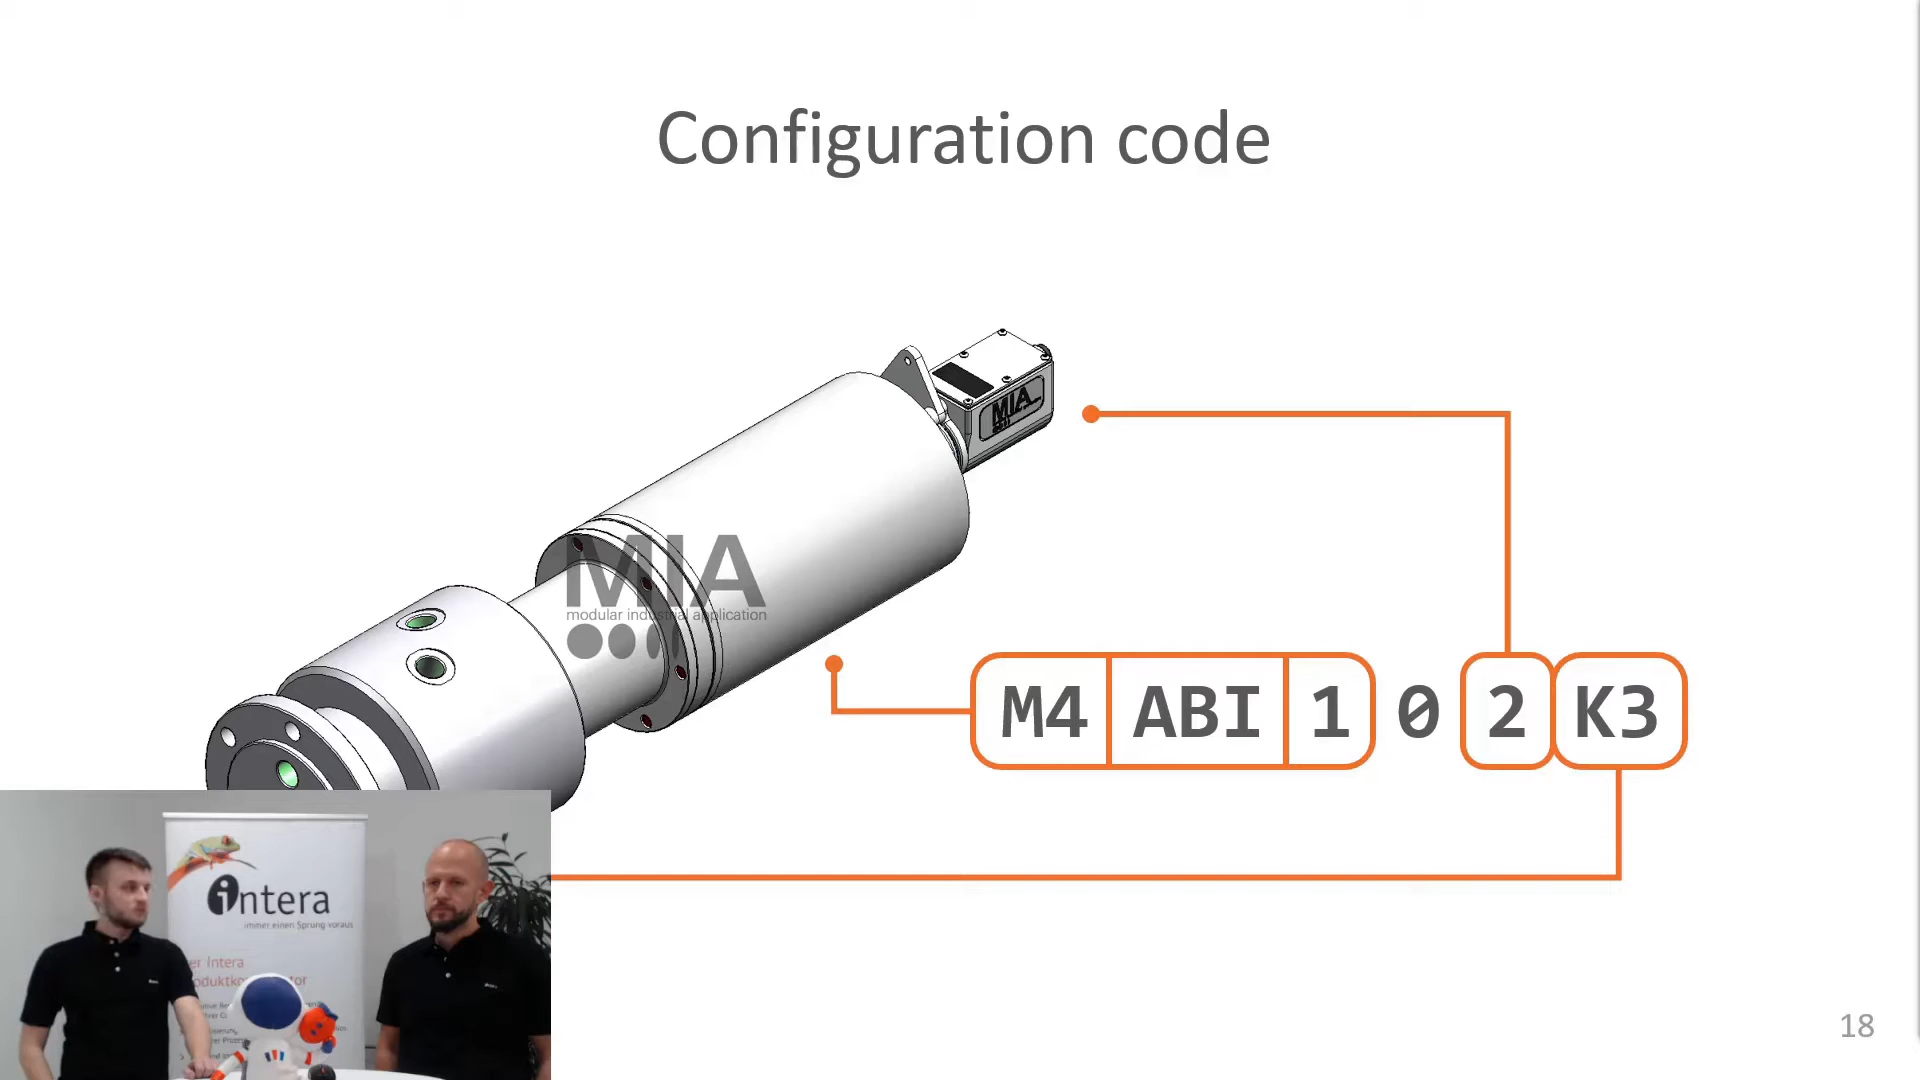 Configuration code
MIA
MIA
modular industrial application
M4 ABI 1 0 2 K3
intera
immer einen Sprung voraus
Intera
18